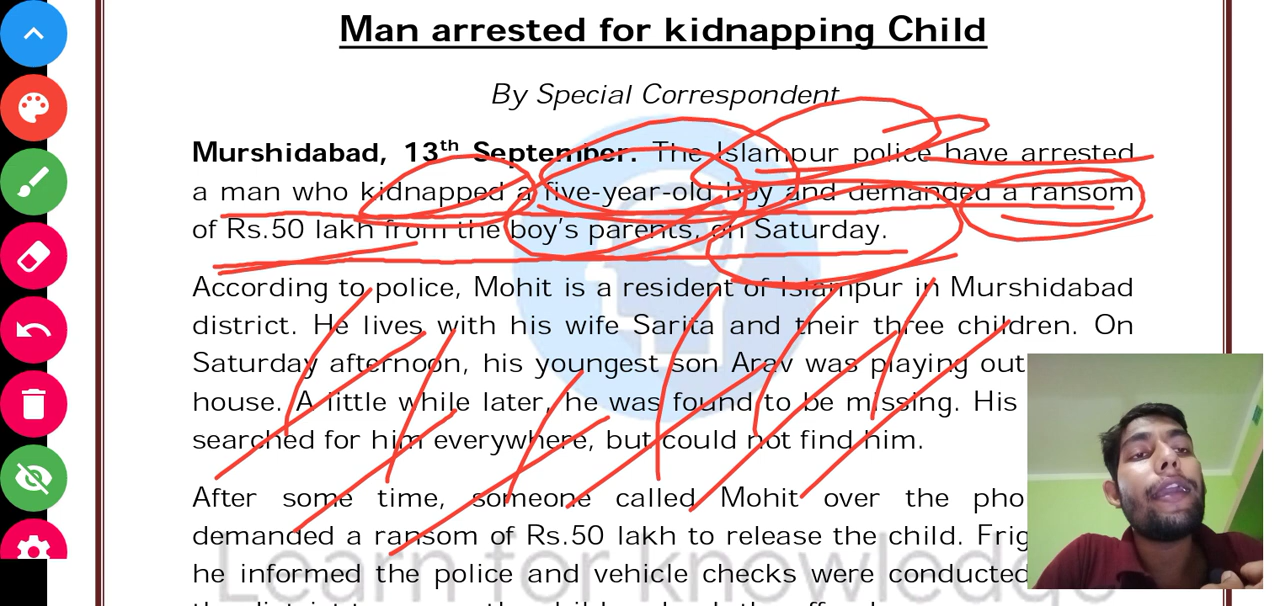 Man arrested for kidnapping Child
By Special Correspondent
Murshidabad, 13th September: The Islampur police have arrested
a man who kidnapped a five-year-old boy and demanded a ransom
of Rs.50 lakh from the boy's parents, on Saturday.
According to police, Mohit is a resident of Islampur in Murshidabad
district. He lives with his wife Sarita and their three children. On
Saturday afternoon, his youngest son Arav was playing out
house. A little while later, he was found to be missing. His
searched for him everywhere, but could not find him.
After some time, someone called Mohit over the pho
demanded a ransom of Rs.50 lakh to release the child. Frig
he informed the police and vehicle checks were conducted
Learn for knowledge